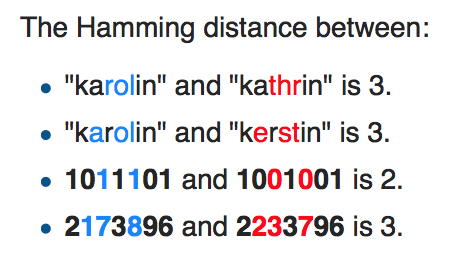 The Hamming distance between:
• "karolin" and "kathrin" is 3.
• "karolin" and "kerstin" is 3.
• 1011101 and 1001001 is 2.
• 2173896 and 2233796 is 3.